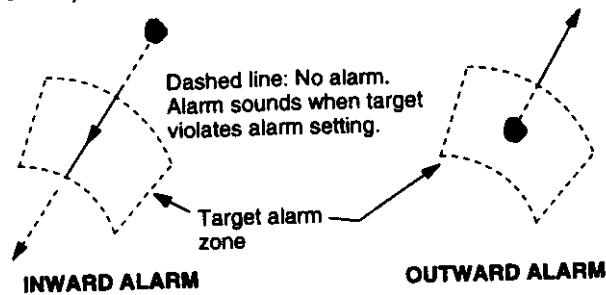 Dashed line: No alarm.
Alarm sounds when target
violates alarm setting.
Target alarm
zone
INWARD ALARM
OUTWARD ALARM